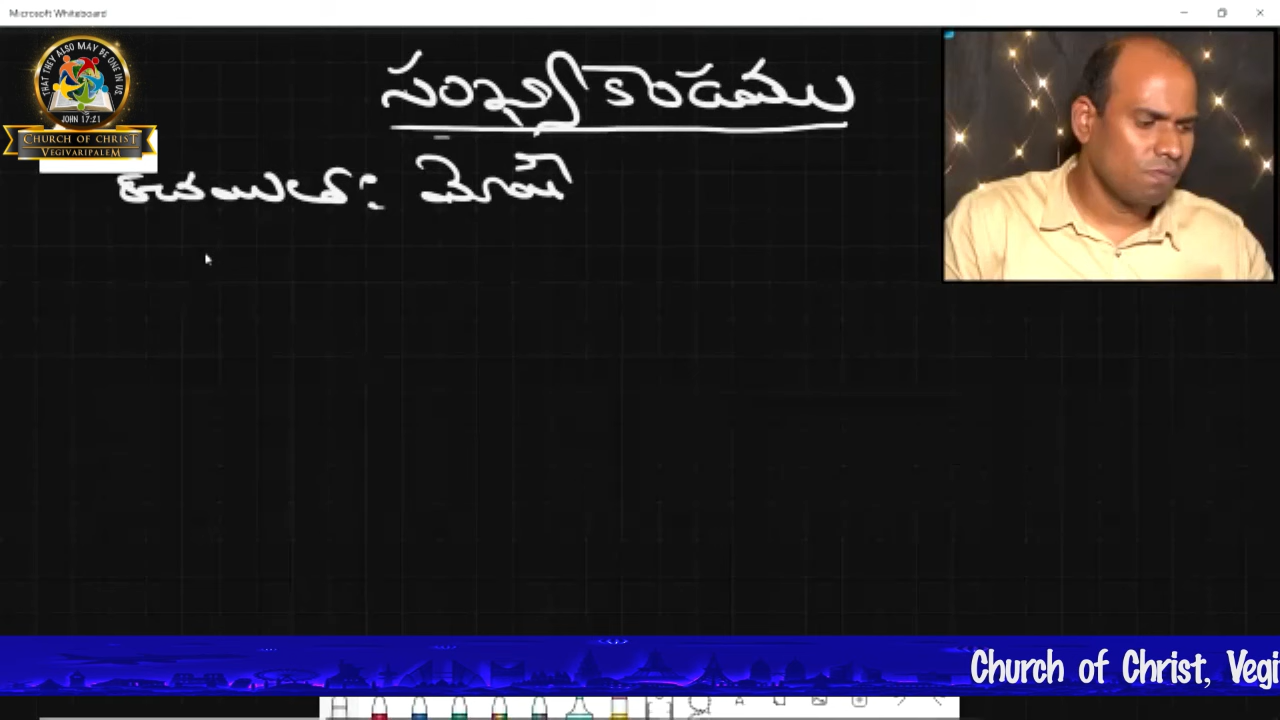 Microsoft Whiteboard
సంఖ్యాకాండము
THAT THEY ALSO MAY BE ONE IN US
JOHN 17:21
CHURCH OF CHRIST
VEGIVARIPALEM
రచయిత : మోషే
Church of Christ, Vegi